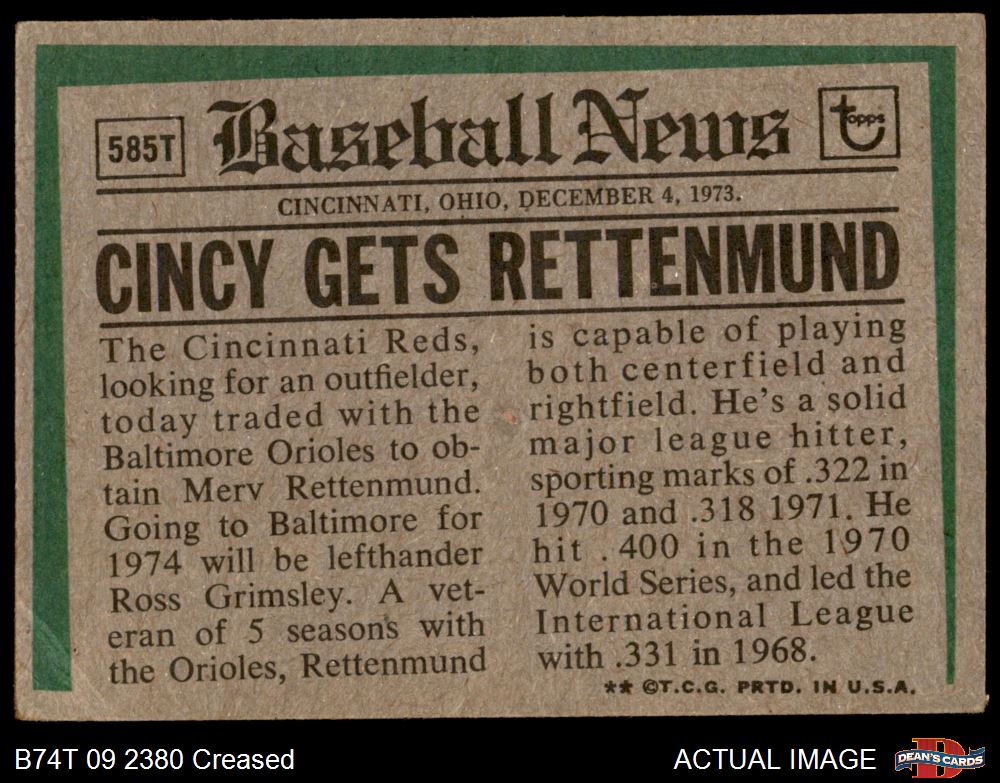 585T
Baseball News
topps
CINCINNATI, OHIO, DECEMBER 4, 1973.
CINCY GETS RETTENMUND
The Cincinnati Reds,
looking for an outfielder,
today traded with the
Baltimore Orioles to ob-
tain Merv Rettenmund.
Going to Baltimore for
1974 will be lefthander
Ross Grimsley. A vet-
eran of 5 seasons with
the Orioles, Rettenmund
is capable of playing
both centerfield and
rightfield. He's a solid
major league hitter,
sporting marks of .322 in
1970 and .318 1971. He
hit .400 in the 1970
World Series, and led the
International League
with .331 in 1968.
** ©T.C.G. PRTD. IN U.S.A.
B74T 09 2380 Creased
ACTUAL IMAGE
DEAN'S CARDS